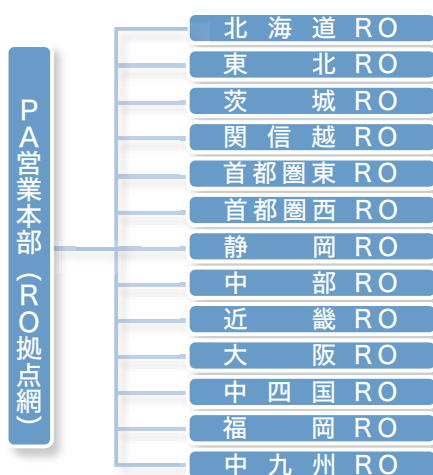 PA営業本部（RO拠点網）
北海道RO
東北RO
茨城RO
関信越RO
首都圏東RO
首都圏西RO
静岡RO
中部RO
近畿RO
大阪RO
中四国RO
福岡RO
中九州RO